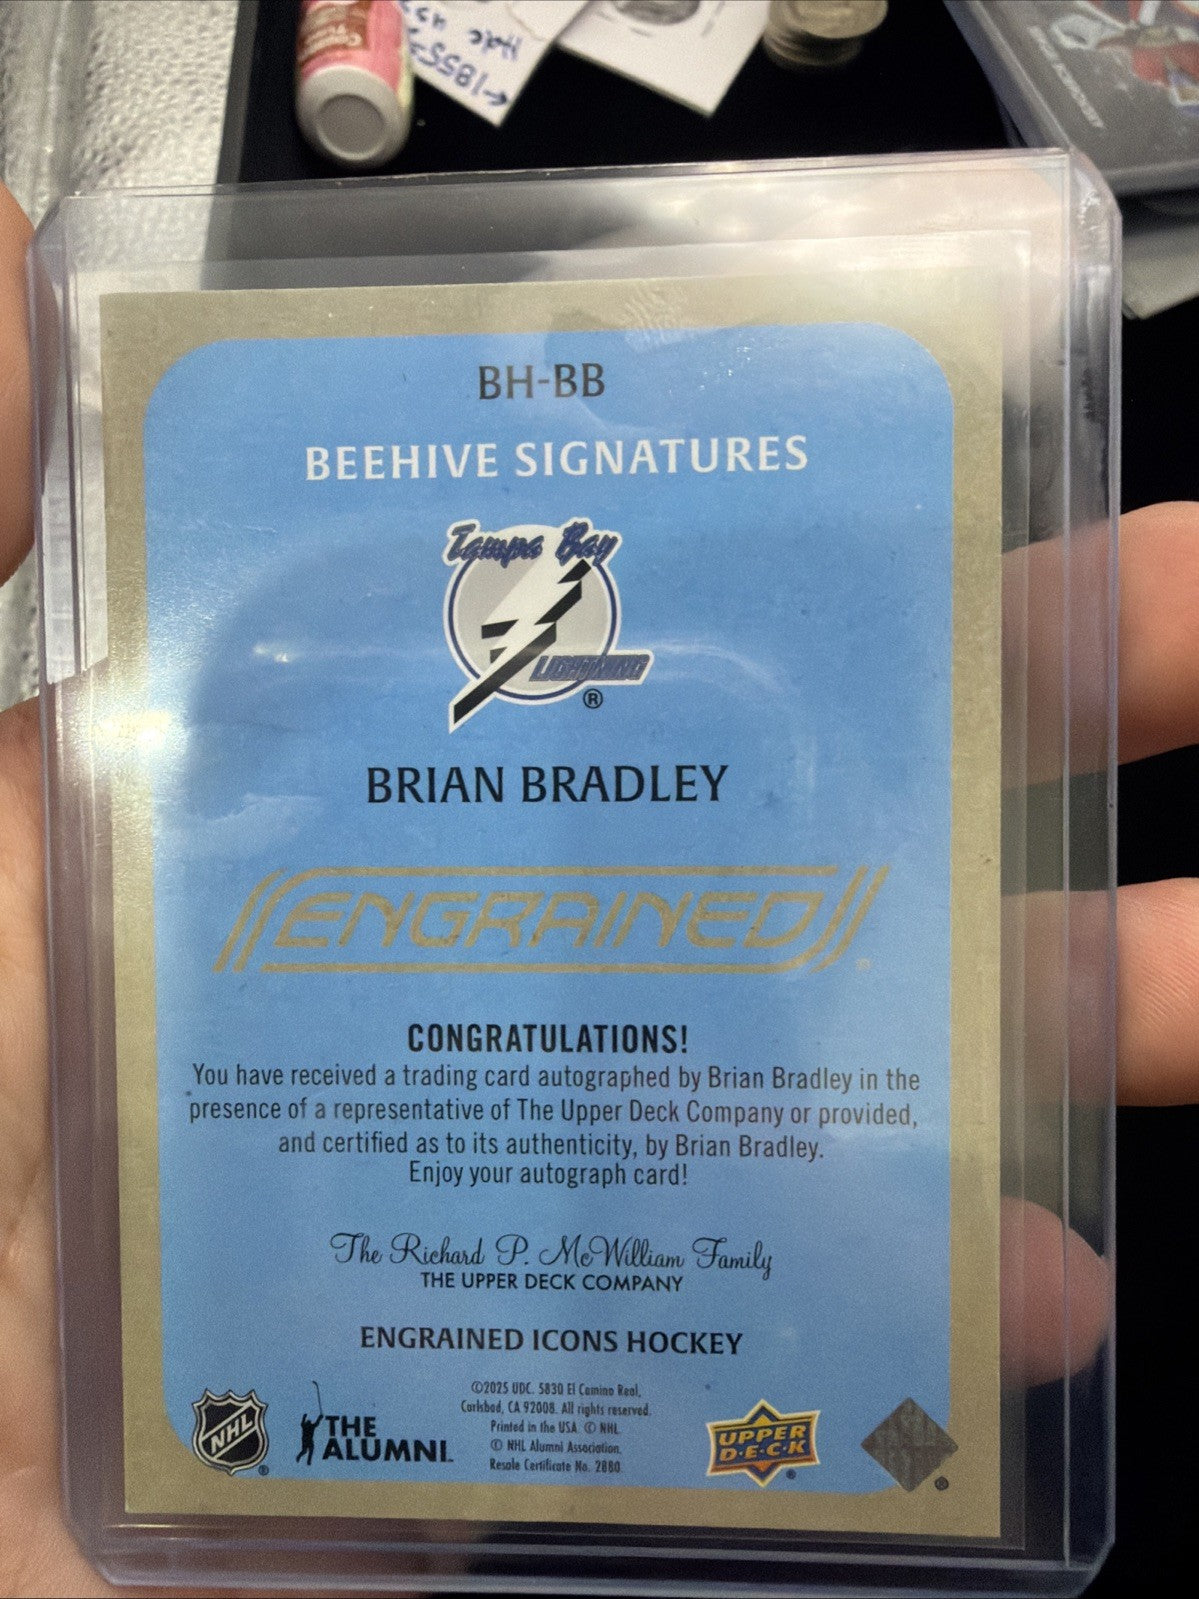 ←1855
BH-BB
BEEHIVE SIGNATURES
Tampa Bay
LIGHTNING
®
BRIAN BRADLEY
ENGRAINED
CONGRATULATIONS!
You have received a trading card autographed by Brian Bradley in the
presence of a representative of The Upper Deck Company or provided,
and certified as to its authenticity, by Brian Bradley.
Enjoy your autograph card!
The Richard P. McWilliam Family
THE UPPER DECK COMPANY
ENGRAINED ICONS HOCKEY
©2025 UDC. 5830 El Camino Real,
Carlsbad, CA 92008. All rights reserved.
Printed in the USA. © NHL.
© NHL Alumni Association.
Resale Certificate No. 2880
NHL
®
THE
ALUMNI
UPPER
D·E·C·K
®
®